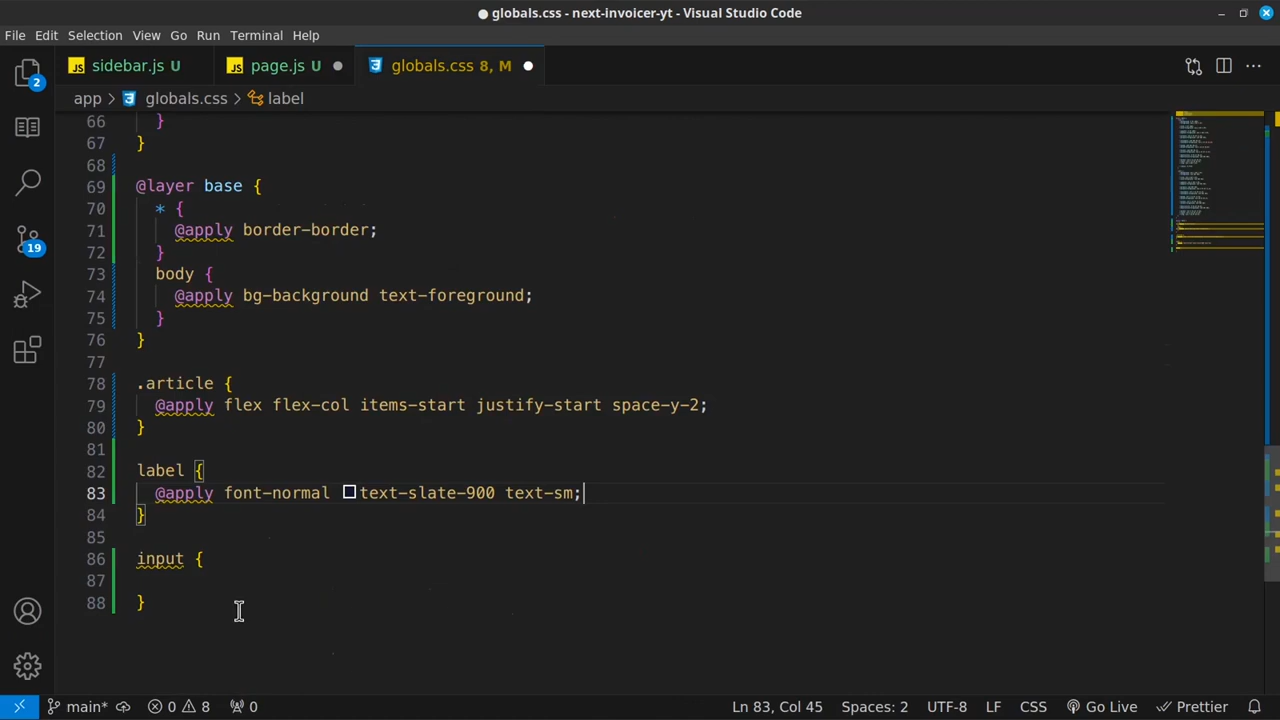 globals.css - next-invoicer-yt - Visual Studio Code
File Edit Selection View Go Run Terminal Help
sidebar.js U page.js U globals.css 8, M
app > globals.css > label
66 }
67 }
68
69 @layer base {
70 * {
71 @apply border-border;
72 }
73 body {
74 @apply bg-background text-foreground;
75 }
76 }
77
78 .article {
79 @apply flex flex-col items-start justify-start space-y-2;
80 }
81
82 label {
83 @apply font-normal text-slate-900 text-sm;
84 }
85
86 input {
87
88 }
2
19
main* 0 8 0 Ln 83, Col 45 Spaces: 2 UTF-8 LF CSS Go Live Prettier